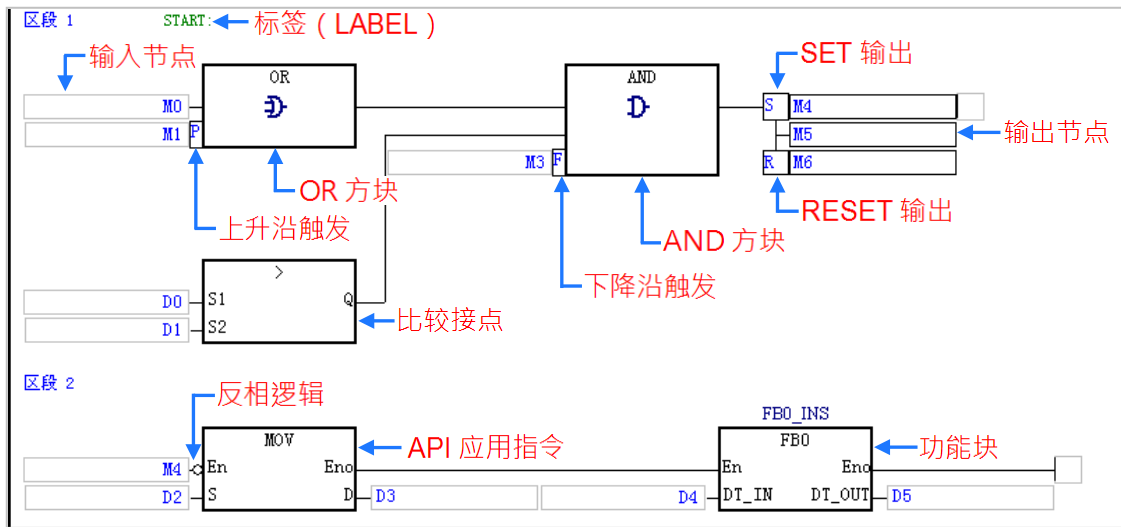 区段 1
START:
标签（LABEL）
输入节点
OR
AND
SET 输出
M0
S
M4
M1
P
M5
输出节点
M3
F
R
M6
OR 方块
RESET 输出
上升沿触发
AND 方块
下降沿触发
>
D0
S1
Q
D1
S2
比较接点
区段 2
反相逻辑
FB0_INS
MOV
API 应用指令
FB0
功能块
M4
En
Eno
En
Eno
D2
S
D
D3
D4
DT_IN
DT_OUT
D5